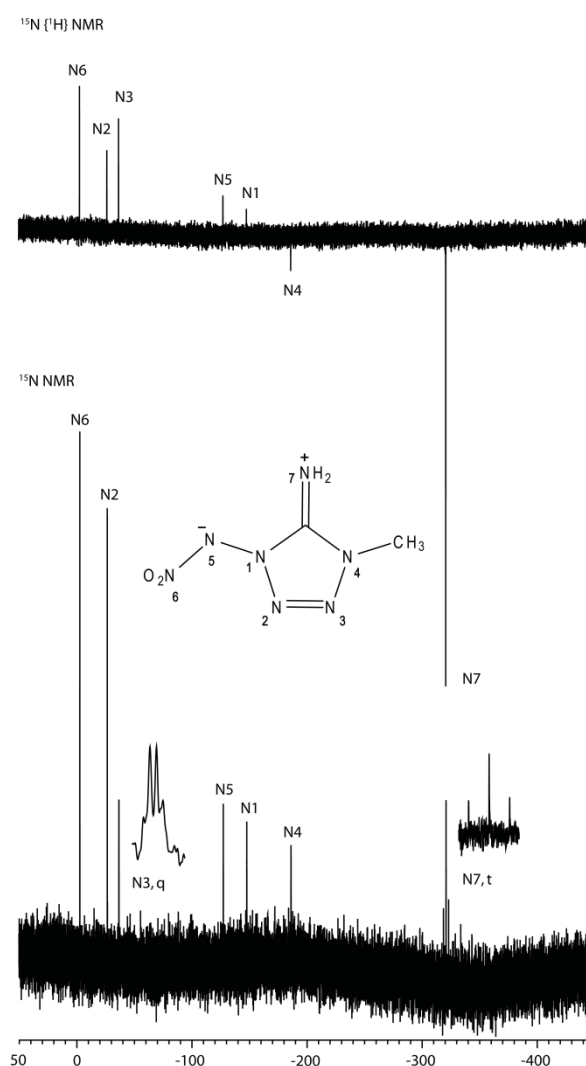 ¹⁵N {¹H} NMR
N6
N3
N2
N5
N1
N4
¹⁵N NMR
N6
N2
+
7 NH₂
−
N
5
N
1
N
4
CH₃
O₂N
6
N
2
N
3
N7
N5
N1
N4
N3, q
N7, t
50 0 -100 -200 -300 -400